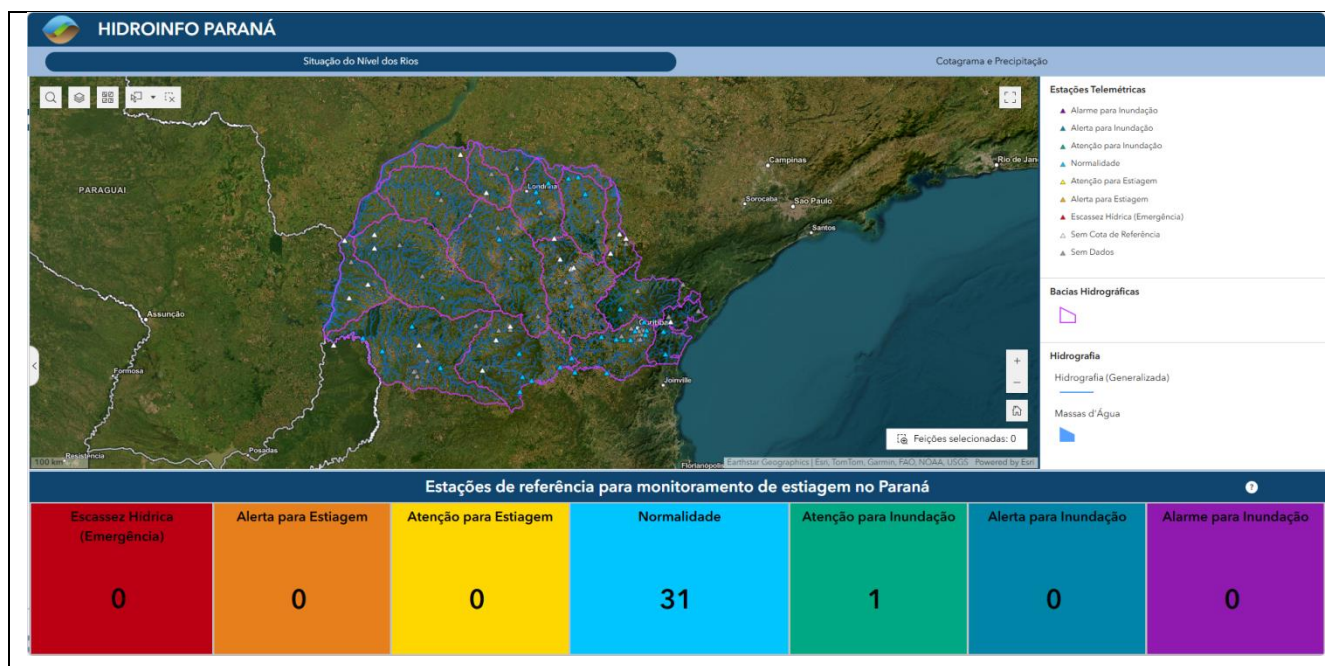 HIDROINFO PARANÁ
Situação do Nível dos Rios
Cotagrama e Precipitação
PARAGUAI
Assunção
Formosa
Resistência
Posadas
Londrina
Curitiba
Joinville
Florianópolis
Campinas
Sorocaba
São Paulo
Santos
Rio de Jan
100 km
Feições selecionadas: 0
Earthstar Geographics | Esri, TomTom, Garmin, FAO, NOAA, USGS
Powered by Esri
Estações Telemétricas
Alarme para Inundação
Alerta para Inundação
Atenção para Inundação
Normalidade
Atenção para Estiagem
Alerta para Estiagem
Escassez Hídrica (Emergência)
Sem Cota de Referência
Sem Dados
Bacias Hidrográficas
Hidrografia
Hidrografia (Generalizada)
Massas d'Água
Estações de referência para monitoramento de estiagem no Paraná
?
Escassez Hídrica
(Emergência)
0
Alerta para Estiagem
0
Atenção para Estiagem
0
Normalidade
31
Atenção para Inundação
1
Alerta para Inundação
0
Alarme para Inundação
0